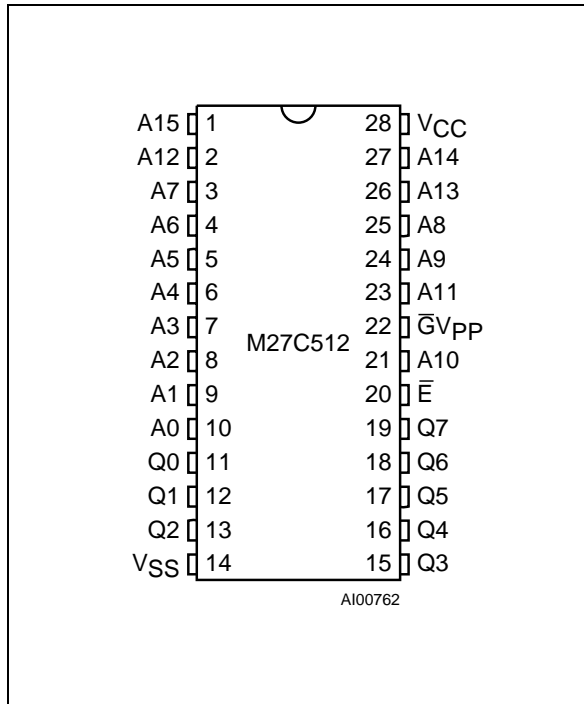 A15 1 28 VCC
A12 2 27 A14
A7 3 26 A13
A6 4 25 A8
A5 5 24 A9
A4 6 23 A11
A3 7 22 G̅VPP
M27C512
A2 8 21 A10
A1 9 20 E̅
A0 10 19 Q7
Q0 11 18 Q6
Q1 12 17 Q5
Q2 13 16 Q4
VSS 14 15 Q3
AI00762